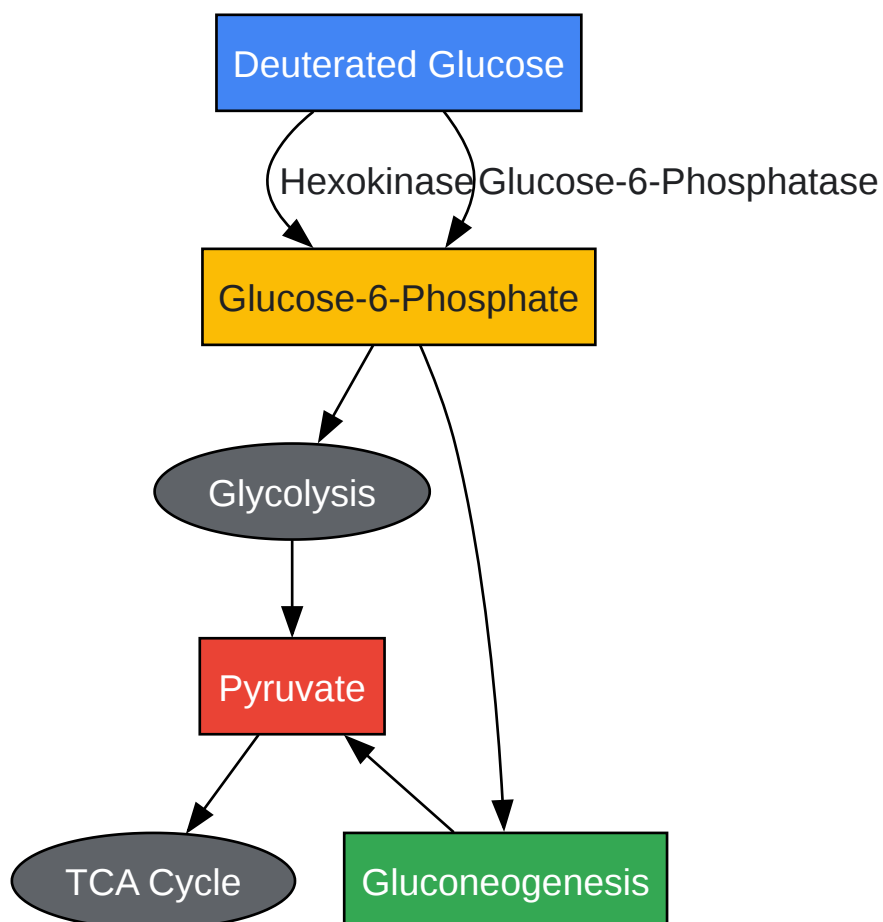 Deuterated Glucose
Hexokinase
Glucose-6-Phosphatase
Glucose-6-Phosphate
Glycolysis
Pyruvate
TCA Cycle
Gluconeogenesis